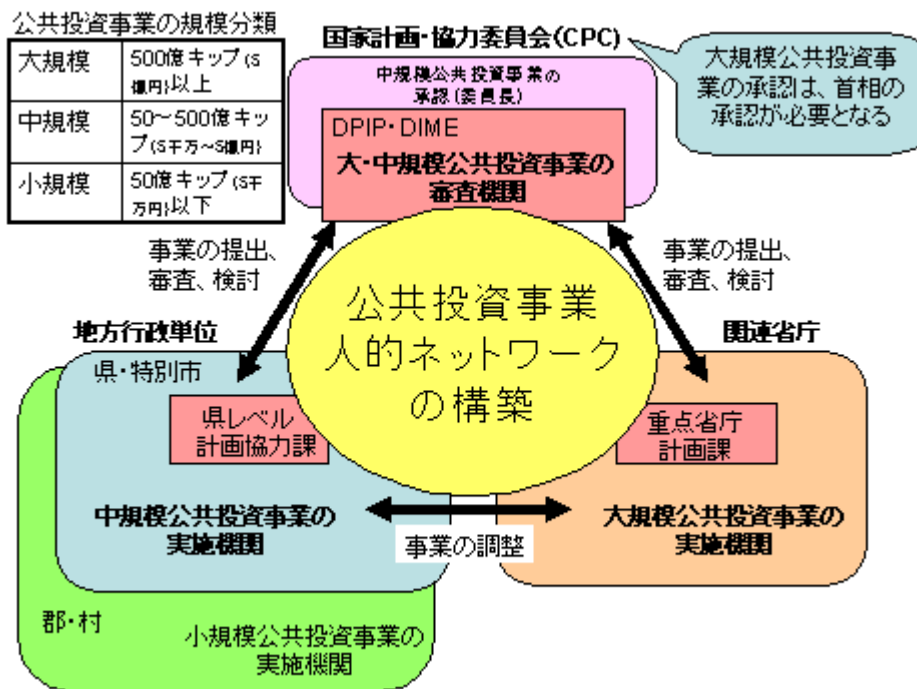 公共投資事業の規模分類
大規模
500億キップ(5
億円)以上
中規模
50～500億キッ
プ(5千万～5億円)
小規模
50億キップ(5千
万円)以下
国家計画・協力委員会(CPC)
中規模公共投資事業の
承認(委員長)
DPIP・DIME
大・中規模公共投資事業の
審査機関
大規模公共投資事
業の承認は、首相の
承認が必要となる
事業の提出、
審査、検討
事業の提出、
審査、検討
公共投資事業
人的ネットワーク
の構築
地方行政単位
県・特別市
県レベル
計画協力課
中規模公共投資事業の
実施機関
関連省庁
重点省庁
計画課
大規模公共投資事業の
実施機関
事業の調整
郡・村
小規模公共投資事業の
実施機関